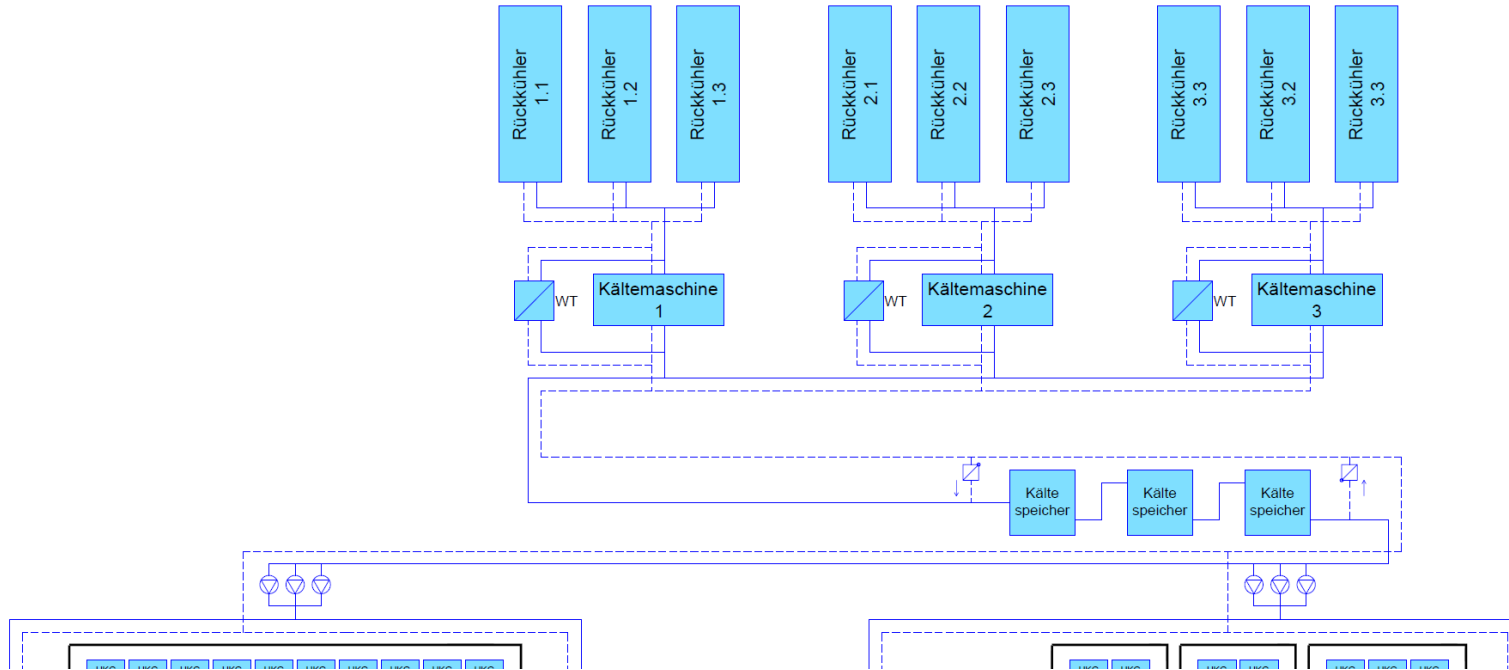 Rückkühler
1.1
Rückkühler
1.2
Rückkühler
1.3
Rückkühler
2.1
Rückkühler
2.2
Rückkühler
2.3
Rückkühler
3.3
Rückkühler
3.2
Rückkühler
3.3
WT
Kältemaschine
1
WT
Kältemaschine
2
WT
Kältemaschine
3
Kälte
speicher
Kälte
speicher
Kälte
speicher